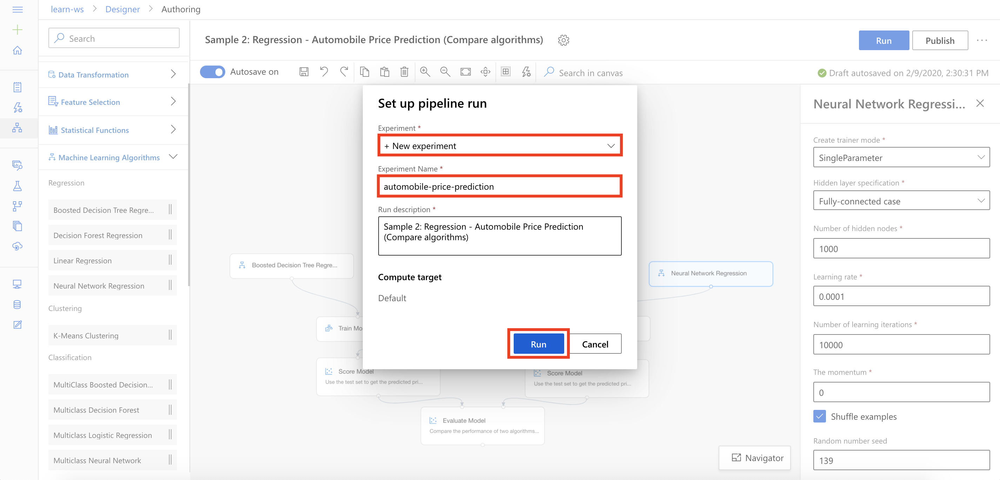 learn-ws > Designer > Authoring
Search
Sample 2: Regression - Automobile Price Prediction (Compare algorithms)
Run
Publish
...
Autosave on
Search in canvas
Draft autosaved on 2/9/2020, 2:30:31 PM
Data Transformation
Feature Selection
Statistical Functions
Machine Learning Algorithms
Regression
Boosted Decision Tree Regre...
Decision Forest Regression
Linear Regression
Neural Network Regression
Clustering
K-Means Clustering
Classification
MultiClass Boosted Decision...
Multiclass Decision Forest
Multiclass Logistic Regression
Multiclass Neural Network
Set up pipeline run
Experiment *
+ New experiment
Experiment Name *
automobile-price-prediction
Run description *
Sample 2: Regression - Automobile Price Prediction
(Compare algorithms)
Compute target
Default
Run
Cancel
Boosted Decision Tree Regre...
Neural Network Regression
Train Mo
Score Model
Use the test set to get the predicted pri...
Score Model
Use the test set to get the predicted pri...
Evaluate Model
Compare the performance of two algorithms...
Navigator
Neural Network Regressi...
Create trainer mode *
SingleParameter
Hidden layer specification *
Fully-connected case
Number of hidden nodes *
1000
Learning rate *
0.0001
Number of learning iterations *
10000
The momentum *
0
Shuffle examples
Random number seed
139